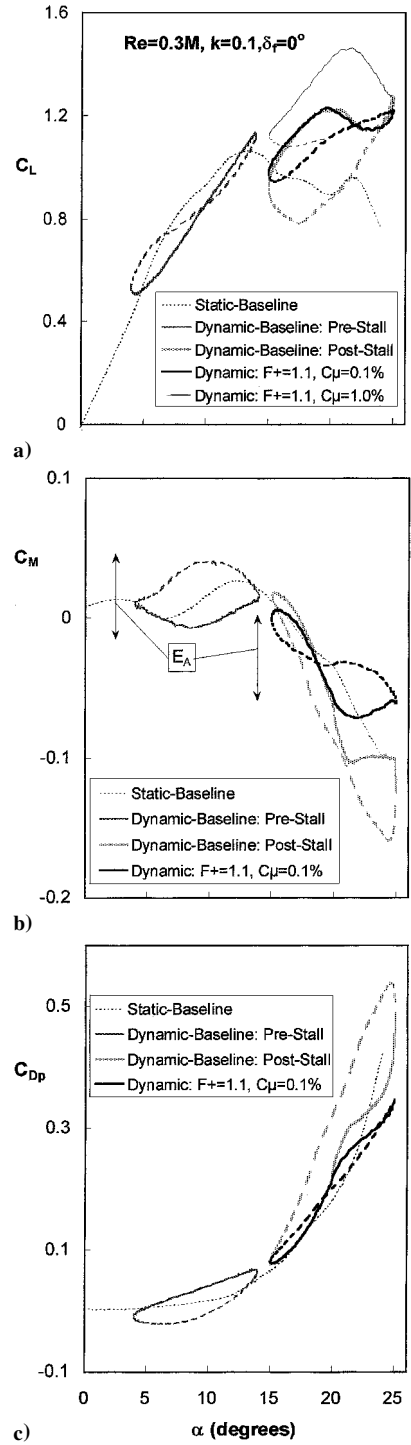 1.6
Re=0.3M, k=0.1,δf=0°
1.2
CL
0.8
0.4
0
Static-Baseline
Dynamic-Baseline: Pre-Stall
Dynamic-Baseline: Post-Stall
Dynamic: F+=1.1, Cμ=0.1%
Dynamic: F+=1.1, Cμ=1.0%
a)
0.1
CM
0
EA
-0.1
-0.2
Static-Baseline
Dynamic-Baseline: Pre-Stall
Dynamic-Baseline: Post-Stall
Dynamic: F+=1.1, Cμ=0.1%
b)
0.5
CDp
0.3
0.1
-0.1
Static-Baseline
Dynamic-Baseline: Pre-Stall
Dynamic-Baseline: Post-Stall
Dynamic: F+=1.1, Cμ=0.1%
0 5 10 15 20 25
c) α (degrees)